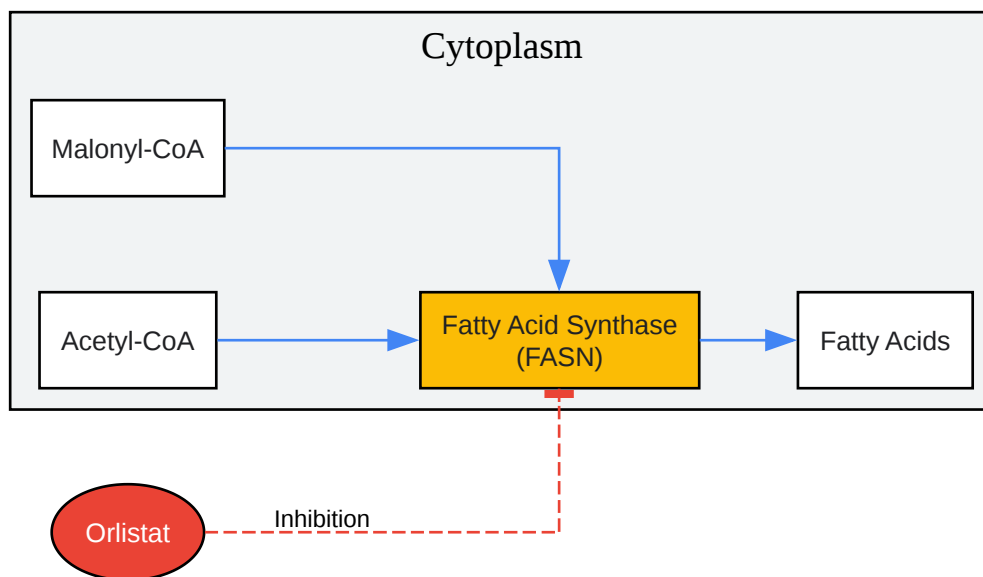 Cytoplasm
Malonyl-CoA
Acetyl-CoA
Fatty Acid Synthase
(FASN)
Fatty Acids
Inhibition
Orlistat